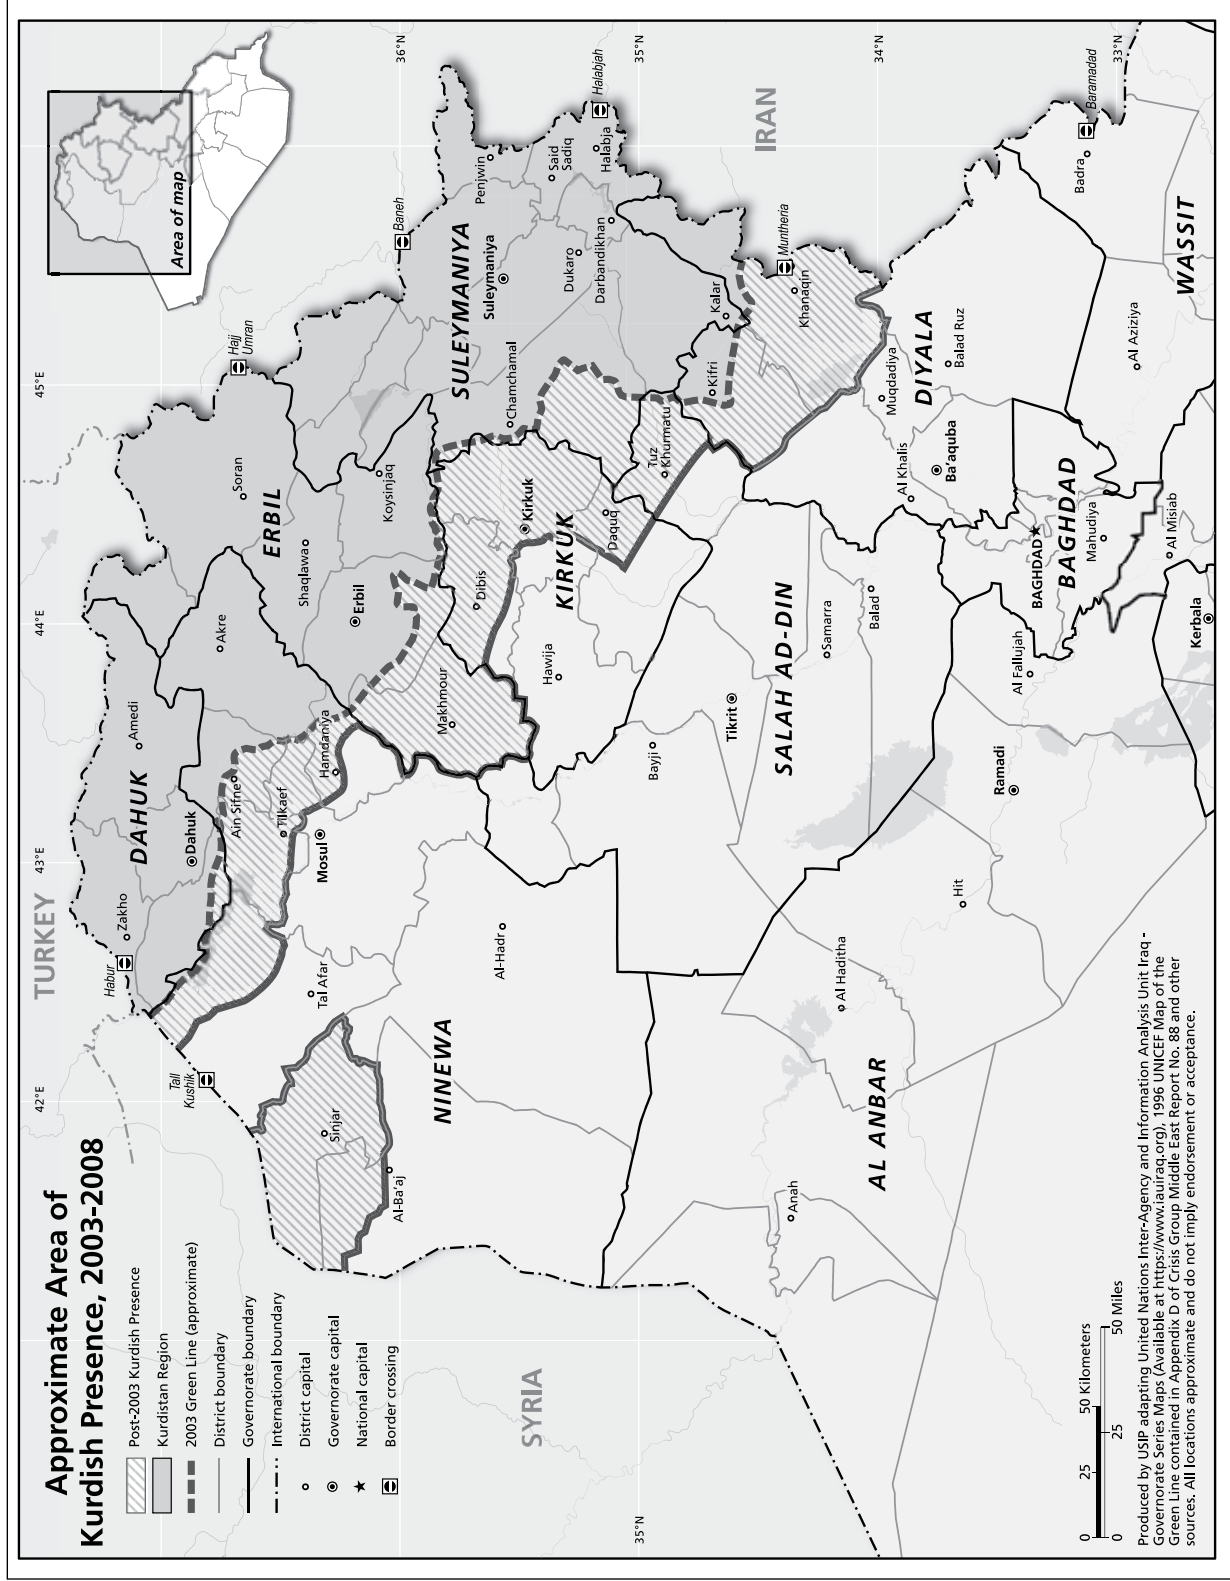 Approximate Area of
Kurdish Presence, 2003-2008
Post-2003 Kurdish Presence
Kurdistan Region
2003 Green Line (approximate)
District boundary
Governorate boundary
International boundary
District capital
Governorate capital
National capital
Border crossing
Area of map
TURKEY
SYRIA
IRAN
42°E
43°E
44°E
45°E
36°N
35°N
34°N
33°N
35°N
DAHUK
Habur
Zakho
Amedi
Dahuk
ERBIL
Akre
Soran
Shaqlawa
Erbil
Koysinjaq
Hajj
Umran
SULEYMANIYA
Baneh
Penjwin
Suleymaniya
Said
Sadiq
Halabja
Halabjah
Dukaro
Darbandikhan
Chamchamal
Kalar
Kifri
NINEWA
Tall
Kushik
Sinjar
Al-Ba'aj
Tal Afar
Al-Hadr
Mosul
Ain Sifne
Tilkaef
Hamdaniya
Makhmour
KIRKUK
Dibis
Kirkuk
Daquq
Hawija
SALAH AD-DIN
Tuz
Khurmatu
Bayji
Tikrit
Samarra
Balad
DIYALA
Muntheria
Khanaqin
Muqdadiya
Balad Ruz
Al Khalis
Ba'aquba
BAGHDAD
BAGHDAD
Mahudiya
WASSIT
Baramadad
Badra
Al Aziziya
Al Misiab
Kerbala
AL ANBAR
Anah
Al Haditha
Hit
Ramadi
Al Fallujah
0 25 50 Kilometers
0 25 50 Miles
Produced by USIP adapting United Nations Inter-Agency and Information Analysis Unit Iraq -
Governorate Series Maps (Available at https://www.iauiraq.org), 1996 UNICEF Map of the
Green Line contained in Appendix D of Crisis Group Middle East Report No. 88 and other
sources. All locations approximate and do not imply endorsement or acceptance.